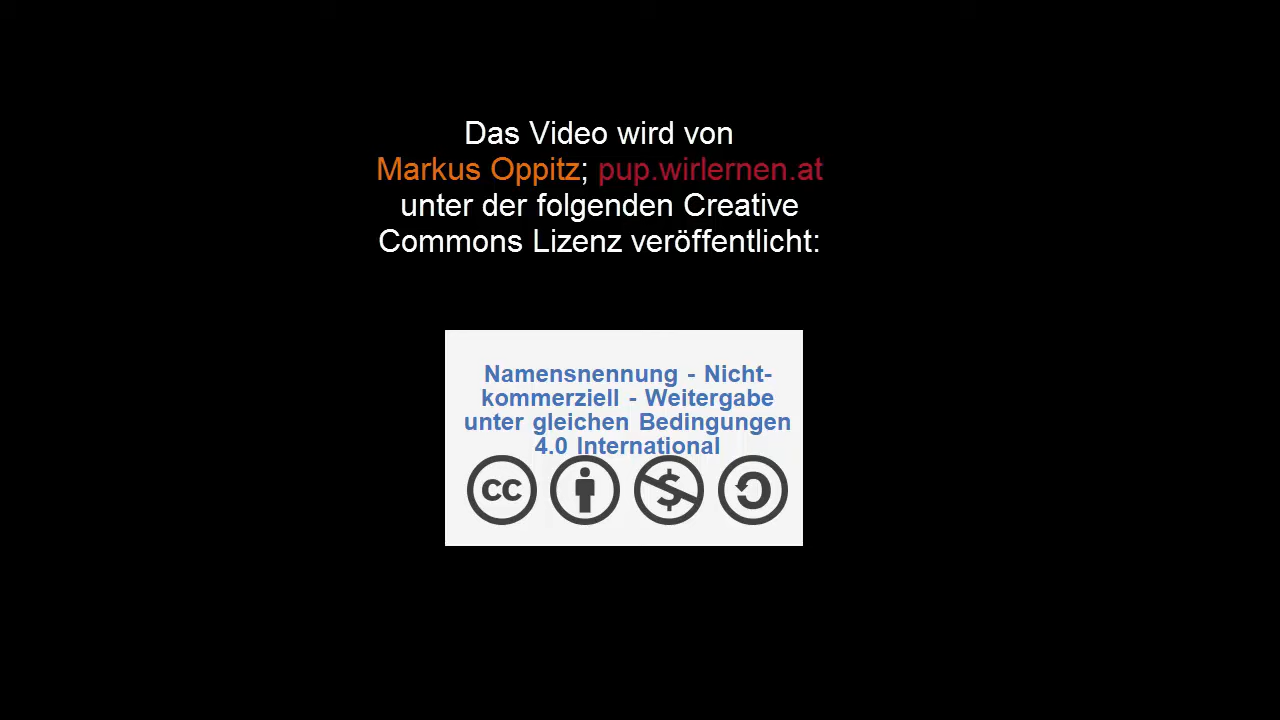 Das Video wird von
Markus Oppitz; pup.wirlernen.at
unter der folgenden Creative
Commons Lizenz veröffentlicht:
Namensnennung - Nicht-
kommerziell - Weitergabe
unter gleichen Bedingungen
4.0 International
cc $